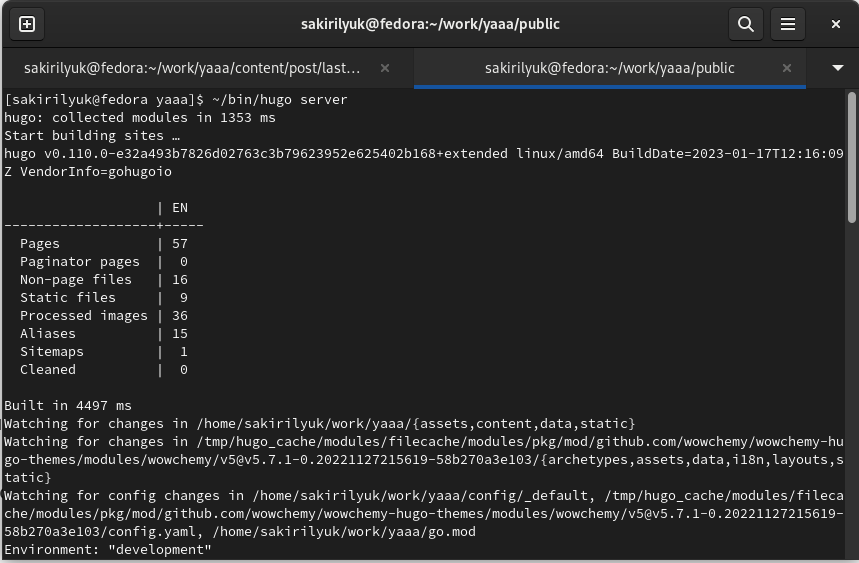 sakirilyuk@fedora:~/work/yaaa/public
sakirilyuk@fedora:~/work/yaaa/content/post/last…
sakirilyuk@fedora:~/work/yaaa/public
[sakirilyuk@fedora yaaa]$ ~/bin/hugo server
hugo: collected modules in 1353 ms
Start building sites …
hugo v0.110.0-e32a493b7826d02763c3b79623952e625402b168+extended linux/amd64 BuildDate=2023-01-17T12:16:09
Z VendorInfo=gohugoio
                   | EN
-------------------+-----
  Pages            | 57
  Paginator pages  |  0
  Non-page files   | 16
  Static files     |  9
  Processed images | 36
  Aliases          | 15
  Sitemaps         |  1
  Cleaned          |  0
Built in 4497 ms
Watching for changes in /home/sakirilyuk/work/yaaa/{assets,content,data,static}
Watching for changes in /tmp/hugo_cache/modules/filecache/modules/pkg/mod/github.com/wowchemy/wowchemy-hu
go-themes/modules/wowchemy/v5@v5.7.1-0.20221127215619-58b270a3e103/{archetypes,assets,data,i18n,layouts,s
tatic}
Watching for config changes in /home/sakirilyuk/work/yaaa/config/_default, /tmp/hugo_cache/modules/fileca
che/modules/pkg/mod/github.com/wowchemy/wowchemy-hugo-themes/modules/wowchemy/v5@v5.7.1-0.20221127215619-
58b270a3e103/config.yaml, /home/sakirilyuk/work/yaaa/go.mod
Environment: "development"